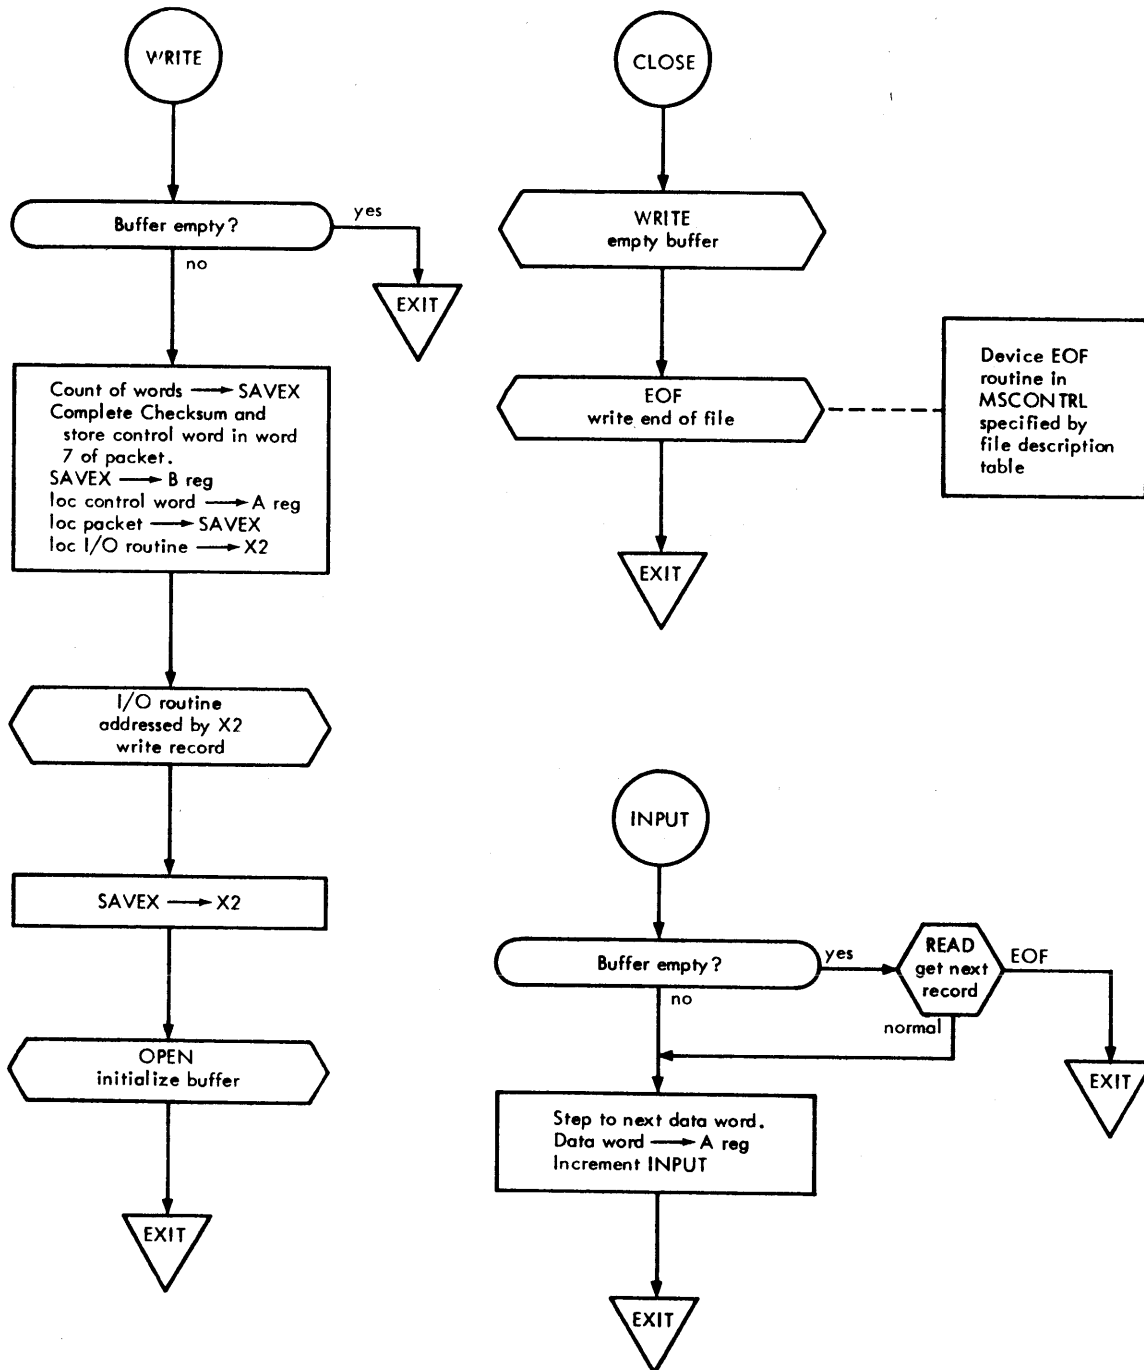 WRITE
Buffer empty?
yes
no
EXIT
Count of words → SAVEX
Complete Checksum and
store control word in word
7 of packet.
SAVEX → B reg
loc control word → A reg
loc packet → SAVEX
loc I/O routine → X2
I/O routine
addressed by X2
write record
SAVEX → X2
OPEN
initialize buffer
EXIT
CLOSE
WRITE
empty buffer
EOF
write end of file
Device EOF
routine in
MSCONTRL
specified by
file description
table
EXIT
INPUT
Buffer empty?
yes
no
READ
get next
record
EOF
normal
EXIT
Step to next data word.
Data word → A reg
Increment INPUT
EXIT